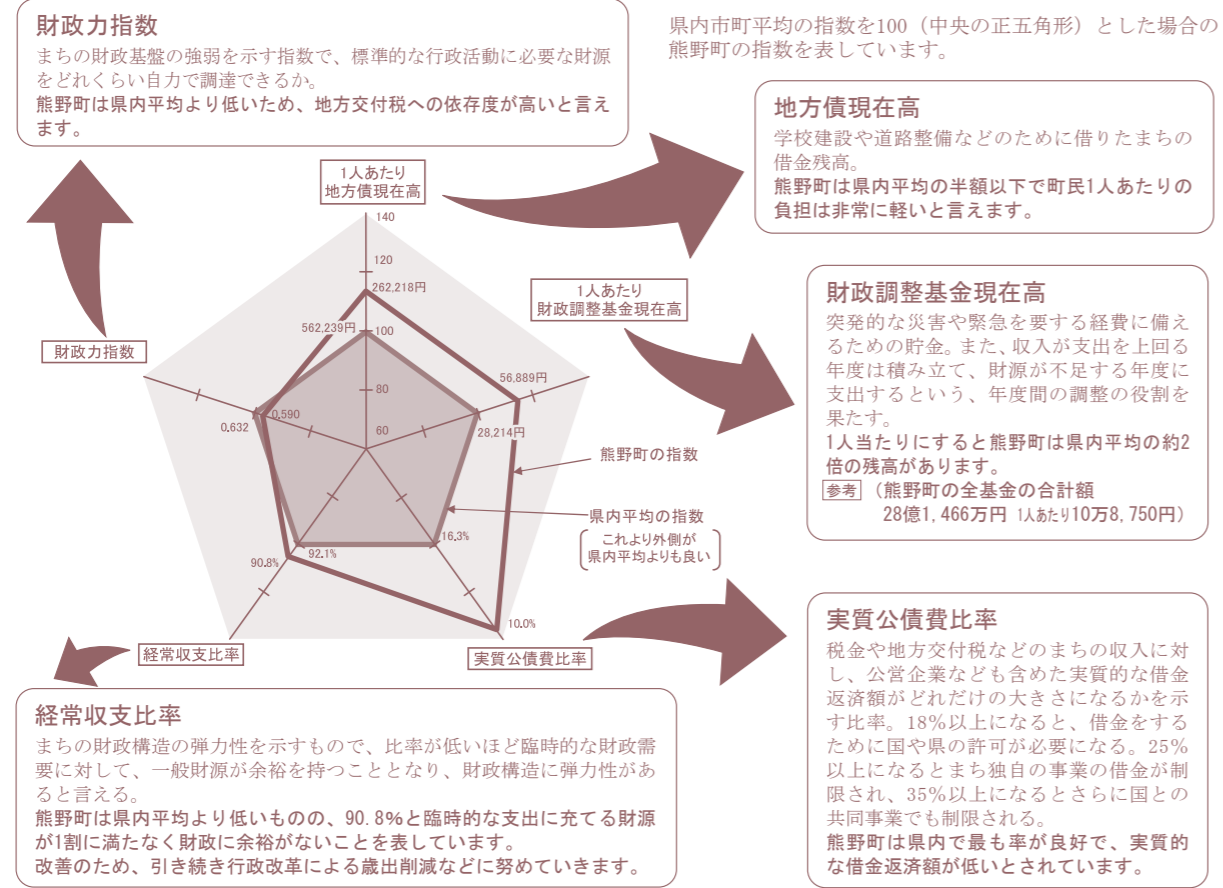 財政力指数
まちの財政基盤の強弱を示す指数で、標準的な行政活動に必要な財源
をどれくらい自力で調達できるか。
熊野町は県内平均より低いため、地方交付税への依存度が高いと言え
ます。
県内市町平均の指数を100（中央の正五角形）とした場合の
熊野町の指数を表しています。
地方債現在高
学校建設や道路整備などのために借りたまちの
借金残高。
熊野町は県内平均の半額以下で町民1人あたりの
負担は非常に軽いと言えます。
1人あたり
地方債現在高
140
120
262,218円
562,239円
100
80
60
1人あたり
財政調整基金現在高
56,889円
28,214円
財政力指数
0.590
0.632
熊野町の指数
県内平均の指数
これより外側が
県内平均よりも良い
16.3%
92.1%
90.8%
10.0%
経常収支比率
実質公債費比率
財政調整基金現在高
突発的な災害や緊急を要する経費に備え
るための貯金。また、収入が支出を上回る
年度は積み立て、財源が不足する年度に
支出するという、年度間の調整の役割を
果たす。
1人当たりにすると熊野町は県内平均の約2
倍の残高があります。
参考 （熊野町の全基金の合計額
28億1,466万円 1人あたり10万8,750円）
経常収支比率
まちの財政構造の弾力性を示すもので、比率が低いほど臨時的な財政需
要に対して、一般財源が余裕を持つこととなり、財政構造に弾力性があ
ると言える。
熊野町は県内平均より低いものの、90.8％と臨時的な支出に充てる財源
が1割に満たなく財政に余裕がないことを表しています。
改善のため、引き続き行政改革による歳出削減などに努めていきます。
実質公債費比率
税金や地方交付税などのまちの収入に対
し、公営企業なども含めた実質的な借金
返済額がどれだけの大きさになるかを示
す比率。18％以上になると、借金をする
ために国や県の許可が必要になる。25％
以上になるとまち独自の事業の借金が制
限され、35％以上になるとさらに国との
共同事業でも制限される。
熊野町は県内で最も率が良好で、実質的
な借金返済額が低いとされています。